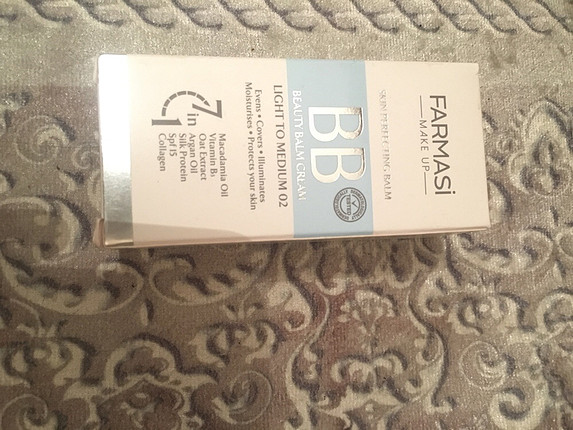 FARMASi
MAKE UP
SKIN PERFECTING BALM
BB
BEAUTY BALM CREAM
LIGHT TO MEDIUM 02
Evens • Covers • Illuminates
Moisturises • Protects your skin
7 in 1
Macadamia Oil
Vitamin B₅
Oat Extract
Argan Oil
Silk Protein
Spf 15
Collagen
TESTED